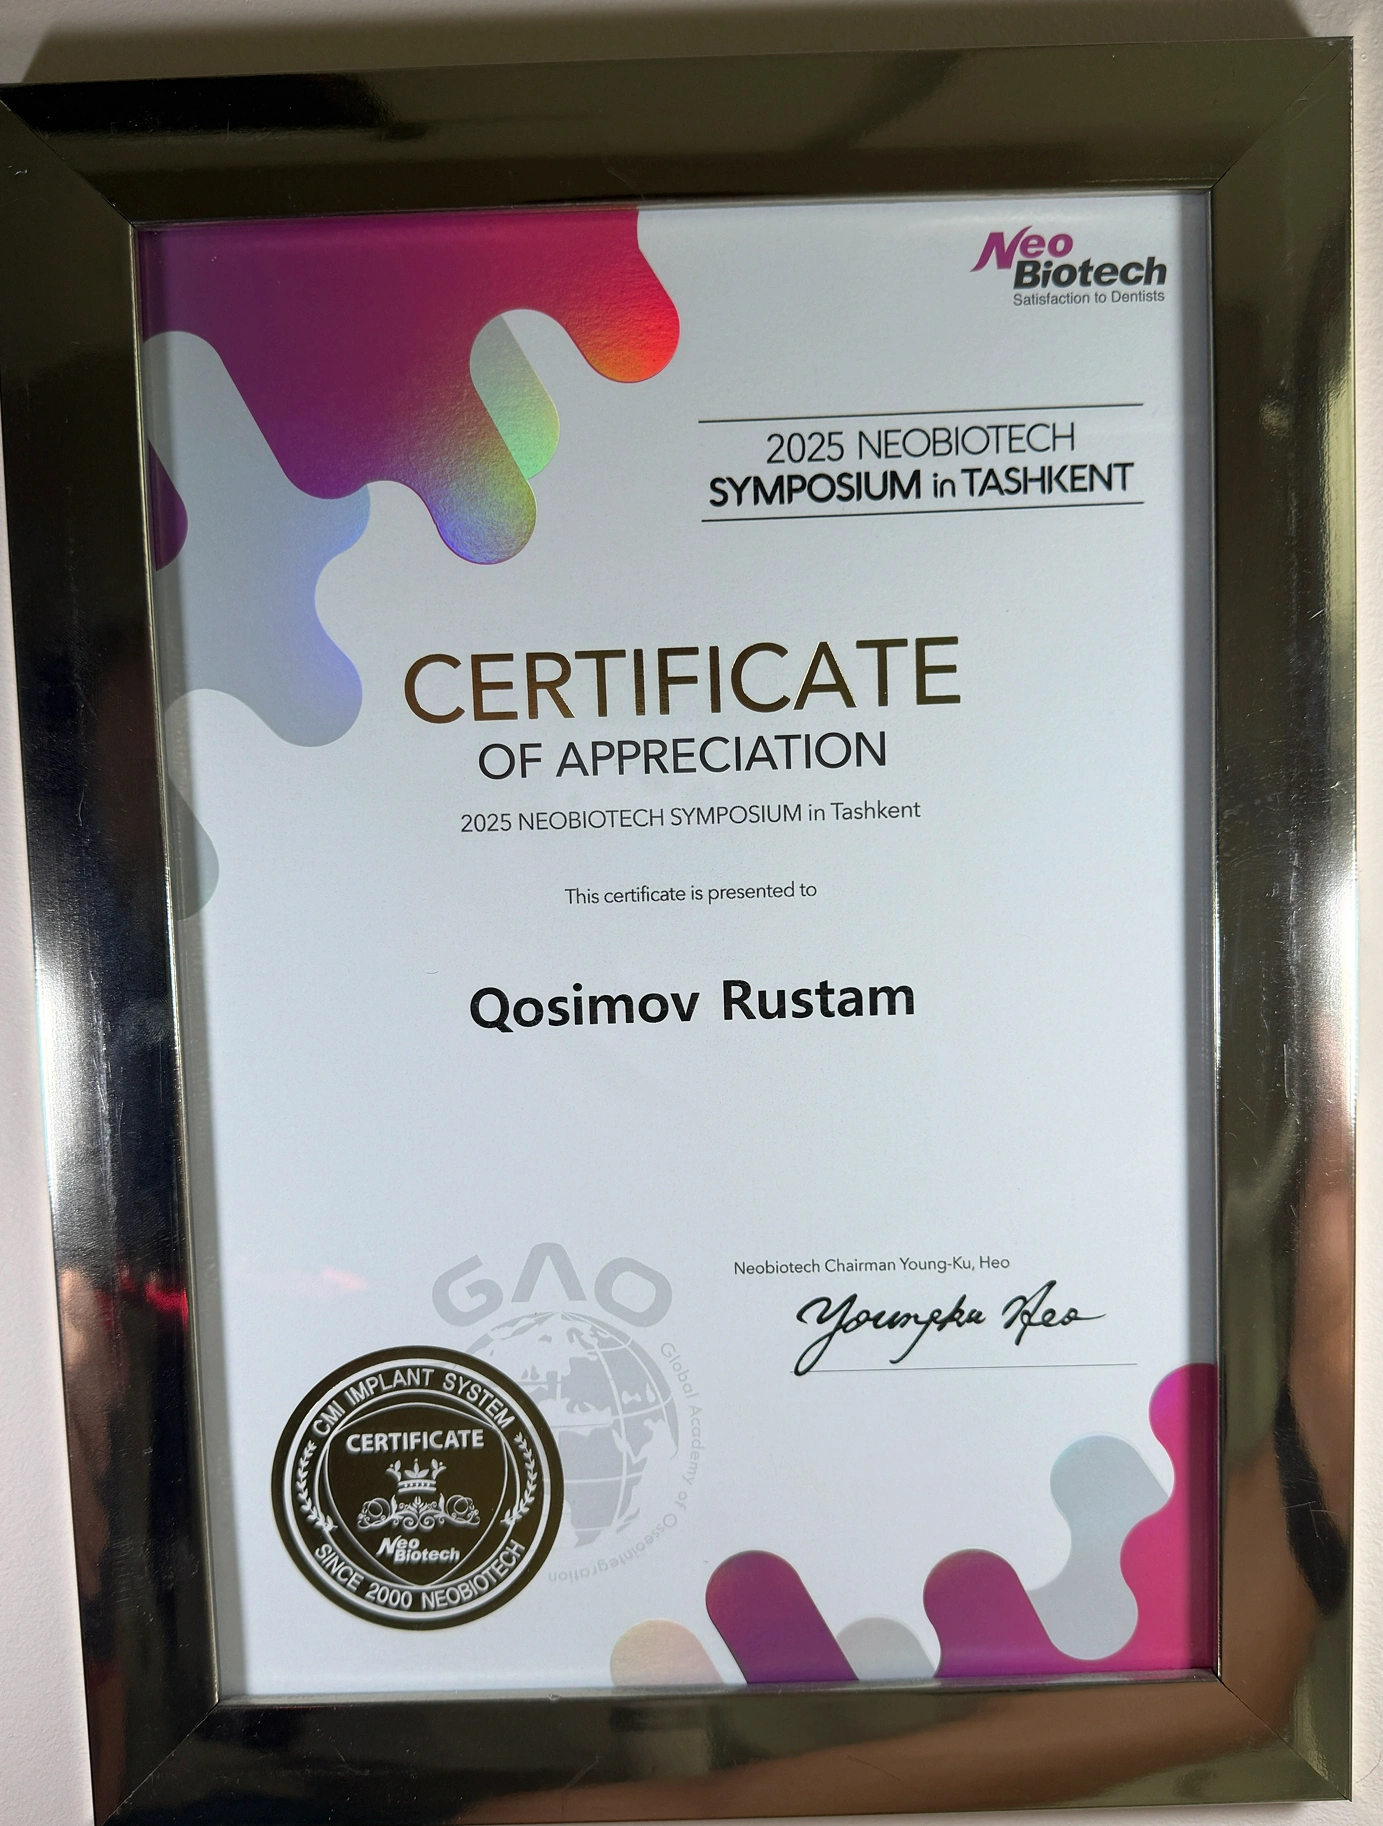 Neo
Biotech
Satisfaction to Dentists
2025 NEOBIOTECH
SYMPOSIUM in TASHKENT
CERTIFICATE
OF APPRECIATION
2025 NEOBIOTECH SYMPOSIUM in Tashkent
This certificate is presented to
Qosimov Rustam
Neobiotech Chairman Young-Ku, Heo
Youngku Heo
GAO
Global Academy of Osseointegration
CMI IMPLANT SYSTEM
CERTIFICATE
Neo
Biotech
SINCE 2000 NEOBIOTECH